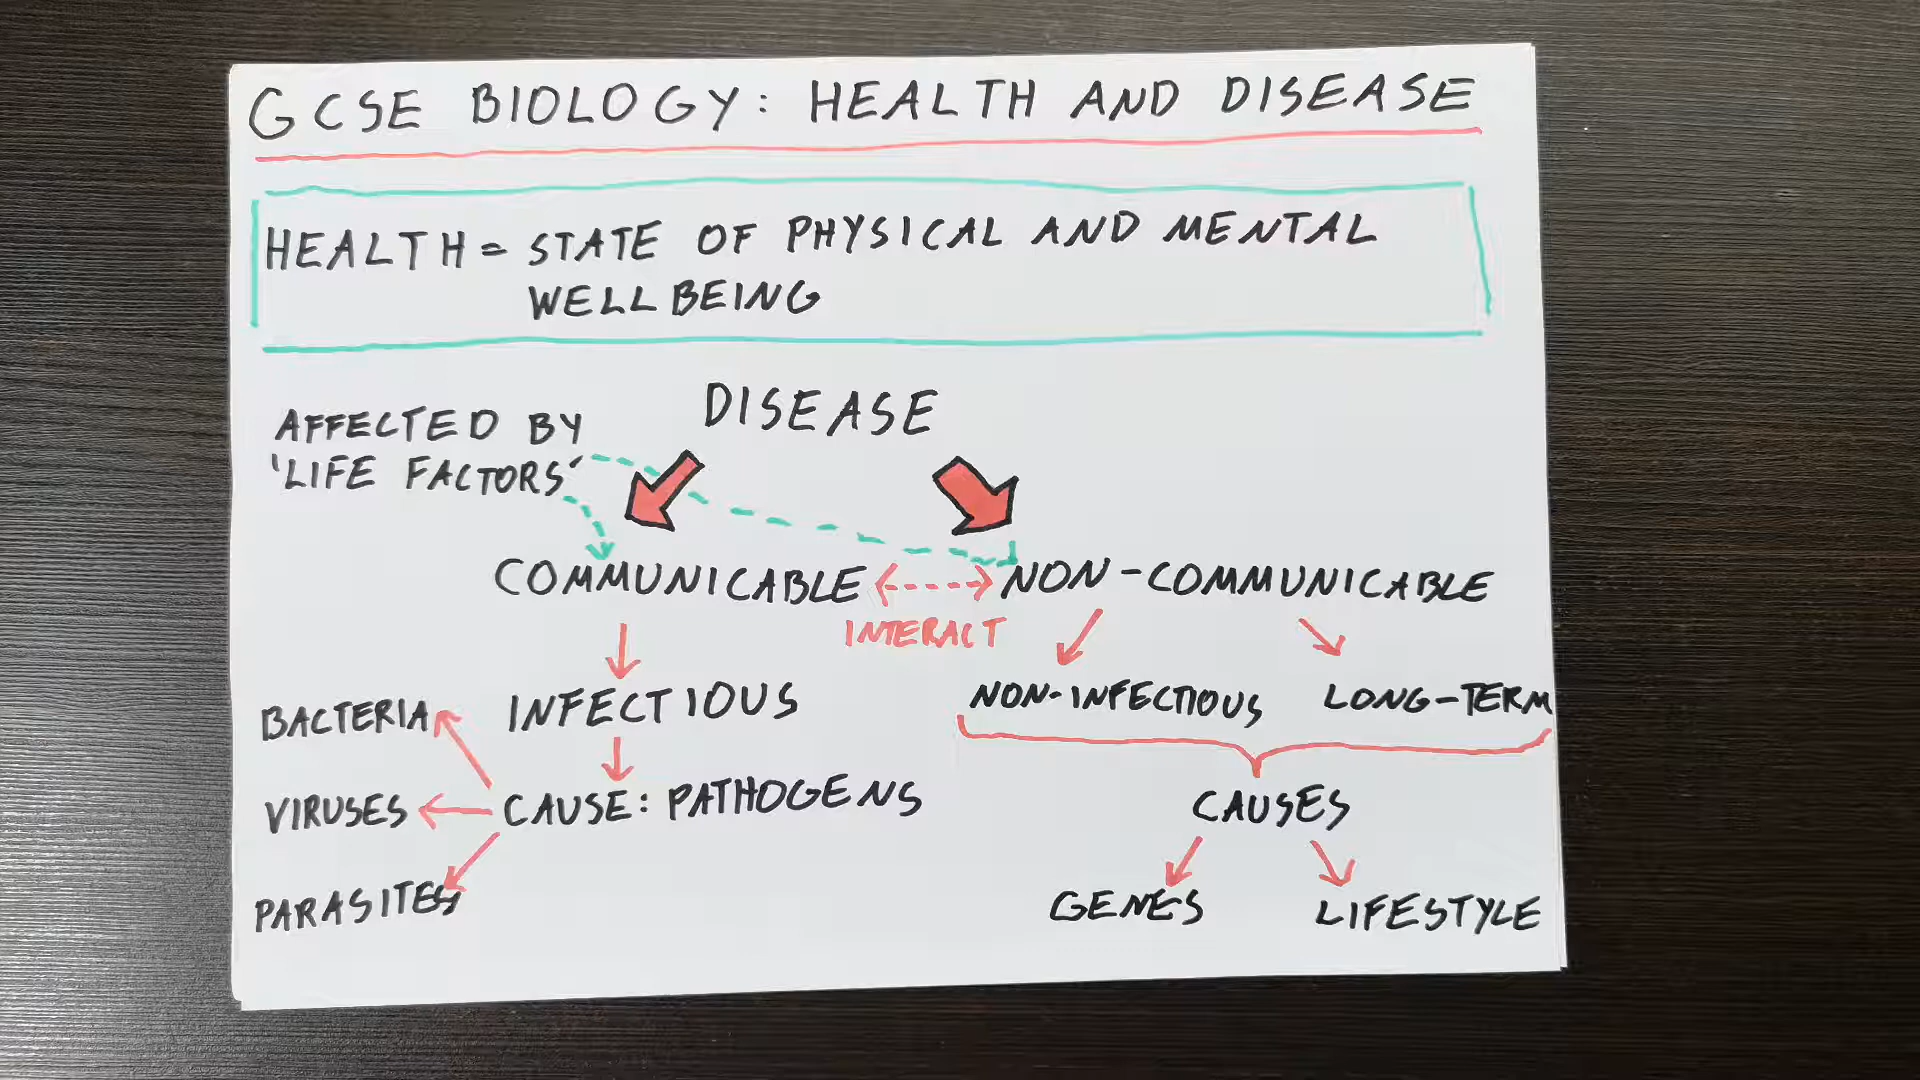 GCSE BIOLOGY: HEALTH AND DISEASE
HEALTH = STATE OF PHYSICAL AND MENTAL
WELLBEING
DISEASE
AFFECTED BY
'LIFE FACTORS'
COMMUNICABLE
NON-COMMUNICABLE
INTERACT
INFECTIOUS
NON-INFECTIOUS
LONG-TERM
BACTERIA
VIRUSES
CAUSE: PATHOGENS
PARASITES
CAUSES
GENES
LIFESTYLE